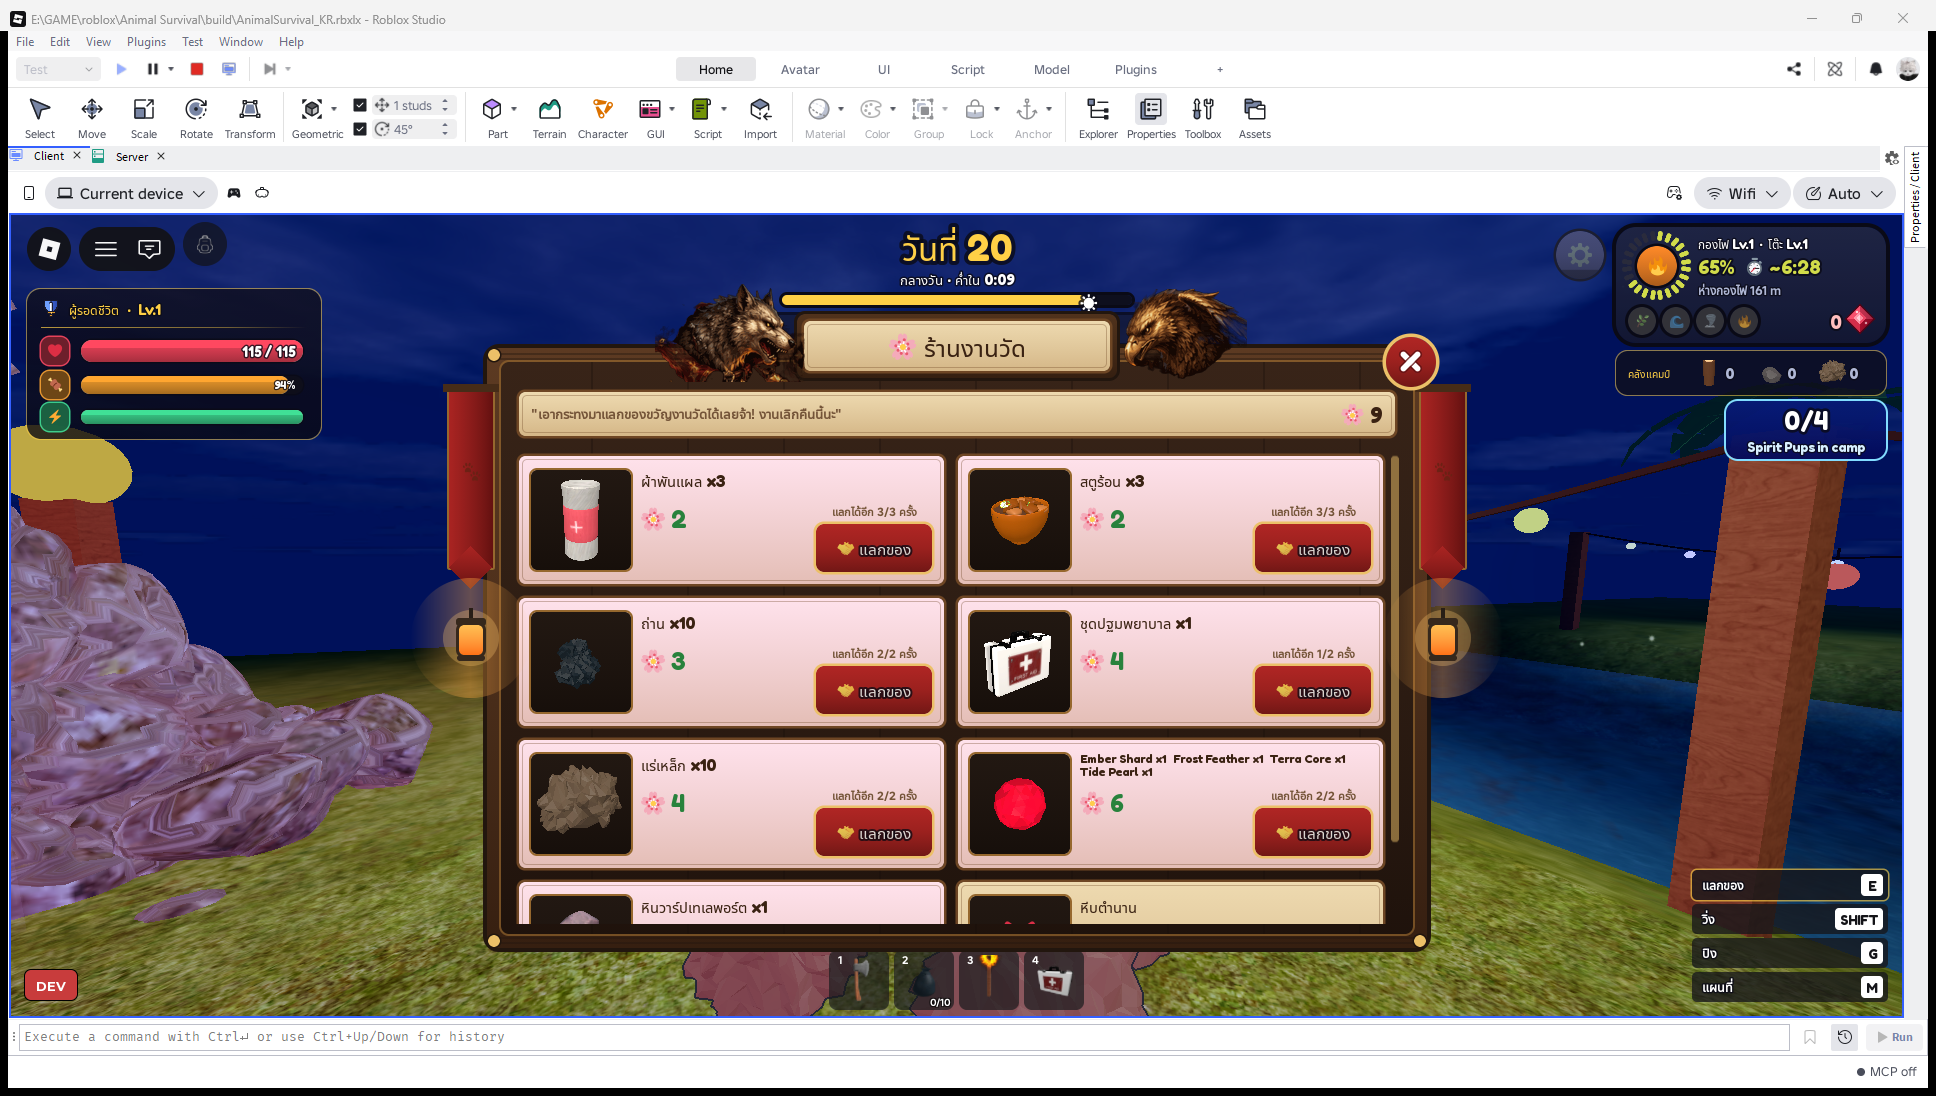 E:\GAME\roblox\Animal Survival\build\AnimalSurvival_KR.rbxlx - Roblox Studio
File Edit View Plugins Test Window Help
Test
Home Avatar UI Script Model Plugins +
Select Move Scale Rotate Transform Geometric 1 studs 45° Part Terrain Character GUI Script Import Material Color Group Lock Anchor Explorer Properties Toolbox Assets
Client Server
Properties / Client
Current device Wifi Auto
วันที่ 20
กลางวัน • ค่ำใน 0:09
ผู้รอดชีวิต • Lv.1
115 / 115
94%
กองไฟ Lv.1 • โต๊ะ Lv.1
65% ~6:28
ห่างกองไฟ 161 m
0
คลังแคมป์ 0 0 0
0/4
Spirit Pups in camp
ร้านงานวัด
"เอากระทงมาแลกของขวัญงานวัดได้เลยจ้า! งานเลิกคืนนี้นะ" 9
ผ้าพันแผล x3
2
แลกได้อีก 3/3 ครั้ง
แลกของ
สตูร้อน x3
2
แลกได้อีก 3/3 ครั้ง
แลกของ
ถ่าน x10
3
แลกได้อีก 2/2 ครั้ง
แลกของ
ชุดปฐมพยาบาล x1
4
แลกได้อีก 1/2 ครั้ง
แลกของ
แร่เหล็ก x10
4
แลกได้อีก 2/2 ครั้ง
แลกของ
Ember Shard x1 Frost Feather x1 Terra Core x1
Tide Pearl x1
6
แลกได้อีก 2/2 ครั้ง
แลกของ
หินวาร์ปเทเลพอร์ต x1
หีบตำนาน
แลกของ E
วิ่ง SHIFT
ปิง G
แผนที่ M
DEV
1 2 0/10 3 4
Execute a command with Ctrl↵ or use Ctrl+Up/Down for history
Run
MCP off